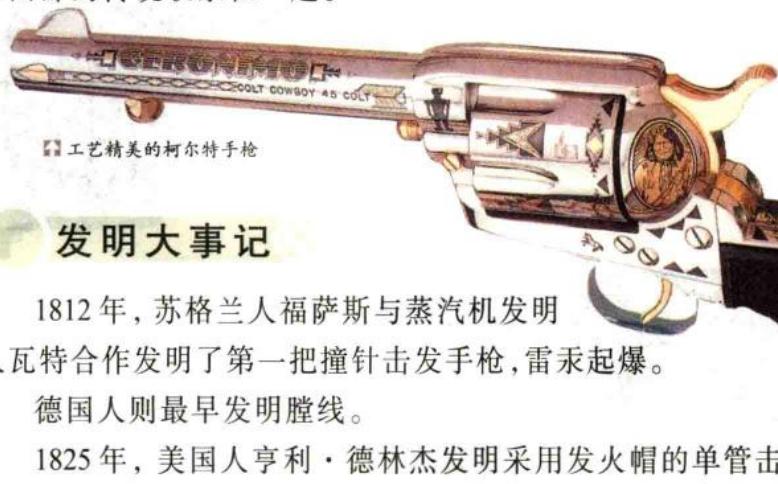 GERONIMO
COLT COWBOY 45 COLT
工艺精美的柯尔特手枪
发明大事记
1812年，苏格兰人福萨斯与蒸汽机发明
人瓦特合作发明了第一把撞针击发手枪，雷汞起爆。
德国人则最早发明膛线。
1825年，美国人亨利·德林杰发明采用发火帽的单管击